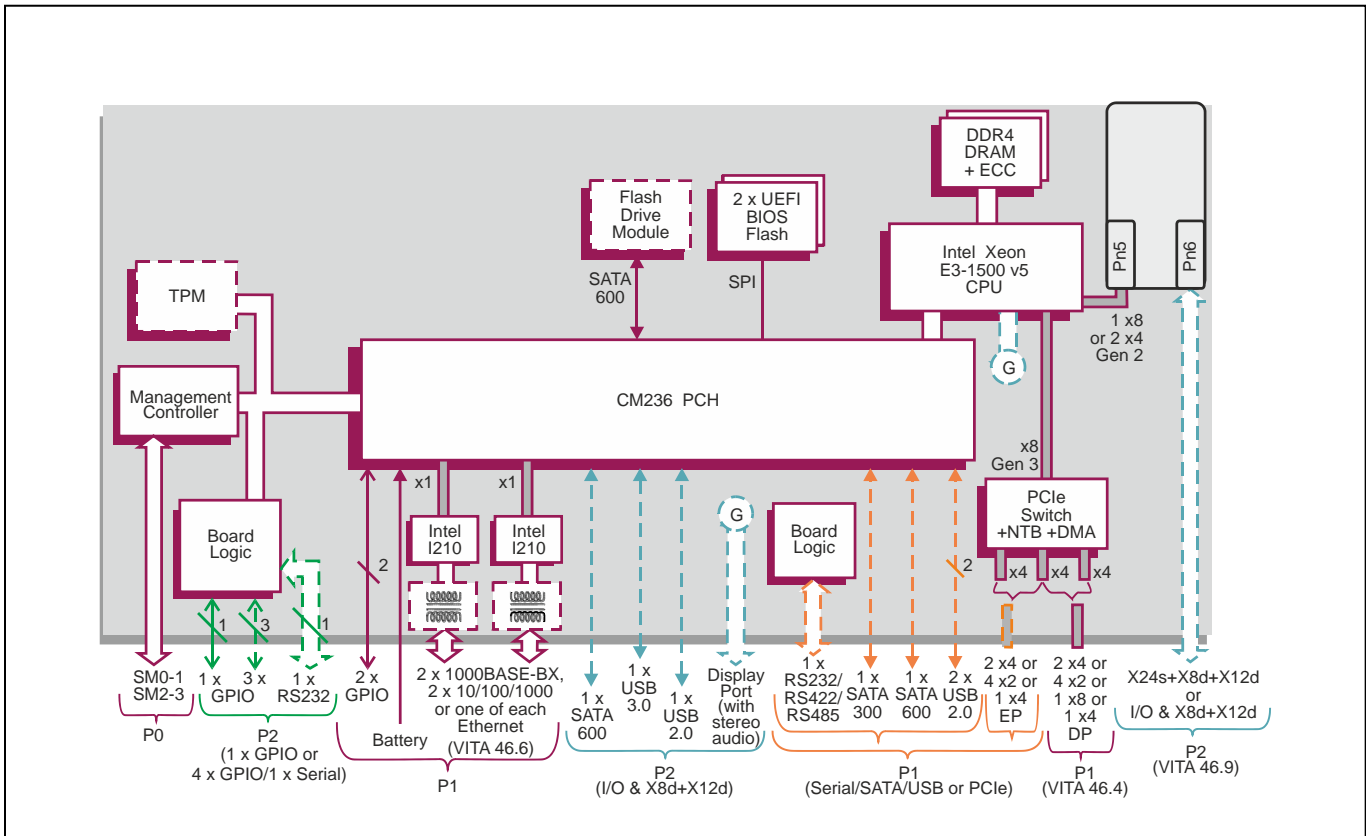 DDR4
DRAM
+ ECC
Flash
Drive
Module
2 x UEFI
BIOS
Flash
Intel Xeon
E3-1500 v5
CPU
Pn5
Pn6
TPM
SATA
600
SPI
1 x8
or 2 x4
Gen 2
G
Management
Controller
CM236 PCH
x8
Gen 3
x1
x1
PCIe
Switch
+NTB +DMA
Board
Logic
Intel
I210
Intel
I210
G
Board
Logic
2
2
x4
x4
x4
1
3
1
SM0-1
SM2-3
1 x
GPIO
3 x
1 x
RS232
2 x
GPIO
2 x 1000BASE-BX,
2 x 10/100/1000
or one of each
Ethernet
(VITA 46.6)
Battery
1 x
SATA
600
1 x
USB
3.0
1 x
USB
2.0
Display
Port
(with
stereo
audio)
1 x
RS232/
RS422/
RS485
1 x
SATA
300
1 x
SATA
600
2 x
USB
2.0
2 x4 or
4 x2 or
1 x4
EP
2 x4 or
4 x2 or
1 x8 or
1 x4
DP
X24s+X8d+X12d
or
I/O & X8d+X12d
P0
P2
(1 x GPIO or
4 x GPIO/1 x Serial)
P1
P2
(I/O & X8d+X12d)
P1
(Serial/SATA/USB or PCIe)
P1
(VITA 46.4)
P2
(VITA 46.9)